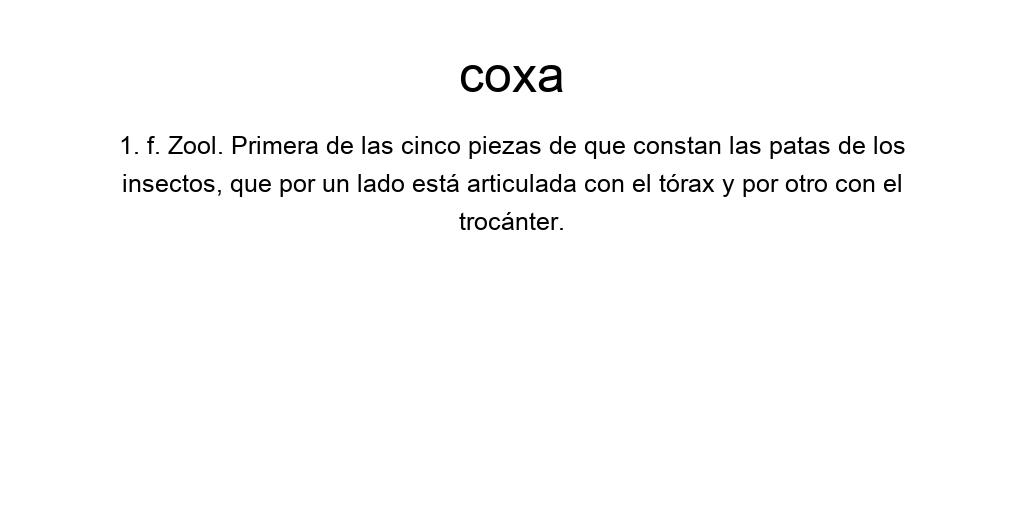 coxa
1. f. Zool. Primera de las cinco piezas de que constan las patas de los
insectos, que por un lado está articulada con el tórax y por otro con el
trocánter.